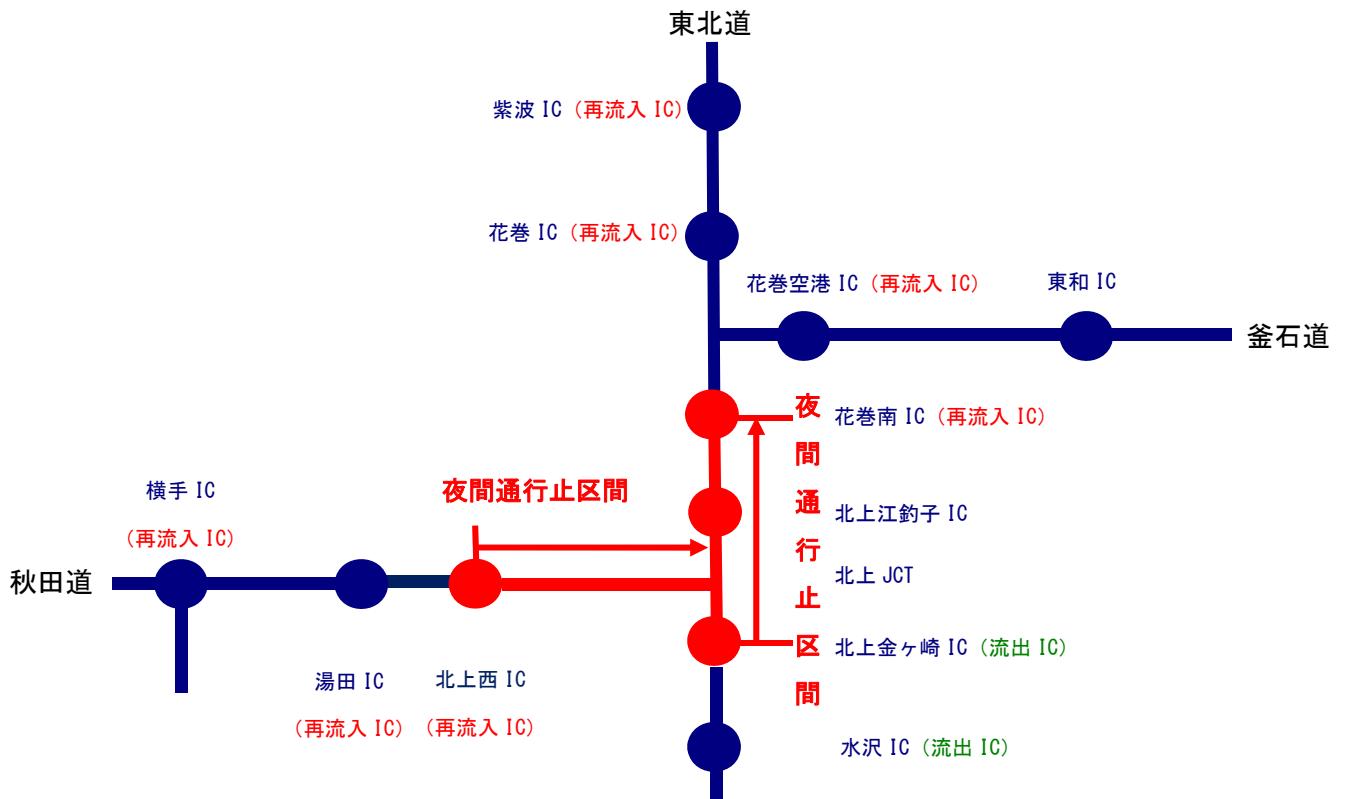 東北道
紫波 IC（再流入 IC）
花巻 IC（再流入 IC）
花巻空港 IC（再流入 IC）
東和 IC
釜石道
夜間通行止区間
花巻南 IC（再流入 IC）
北上江釣子 IC
北上 JCT
北上金ヶ崎 IC（流出 IC）
水沢 IC（流出 IC）
夜間通行止区間
横手 IC
（再流入 IC）
秋田道
湯田 IC
（再流入 IC）
北上西 IC
（再流入 IC）